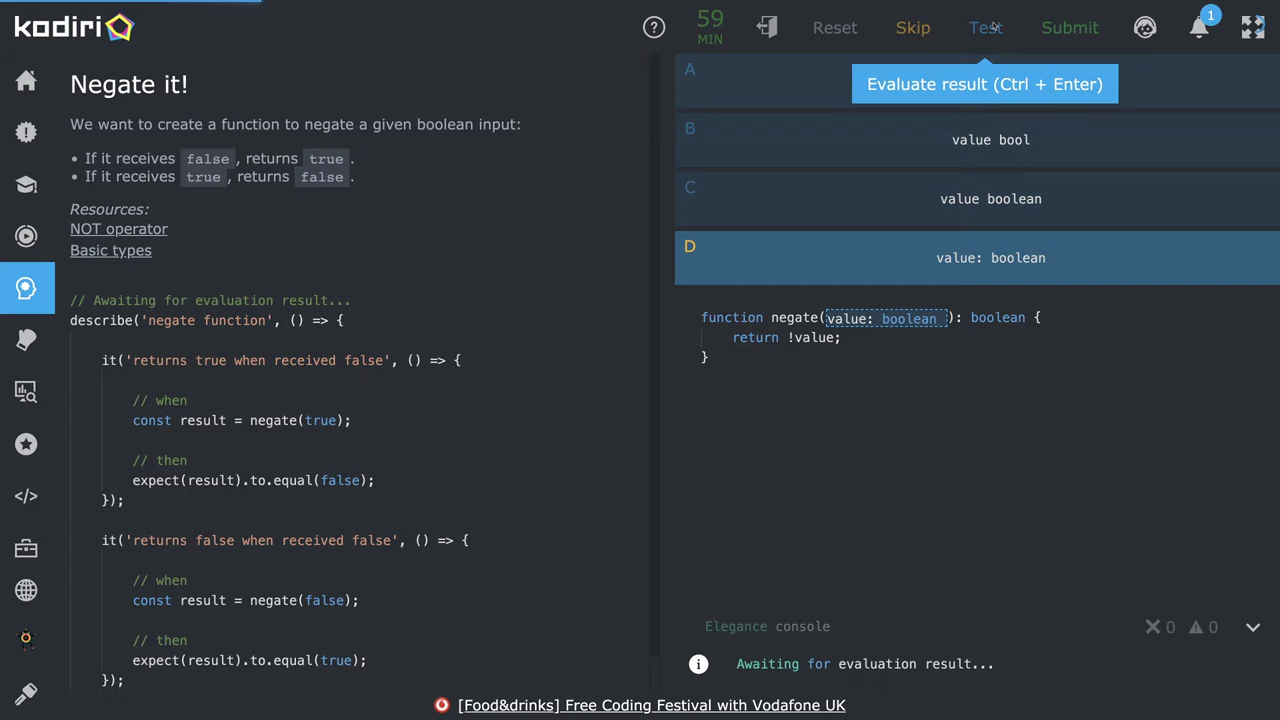 kodiri
59
MIN
Reset
Skip
Test
Submit
1
Evaluate result (Ctrl + Enter)
Negate it!
We want to create a function to negate a given boolean input:
• If it receives false, returns true.
• If it receives true, returns false.
Resources:
NOT operator
Basic types
// Awaiting for evaluation result...
describe('negate function', () => {
it('returns true when received false', () => {
// when
const result = negate(true);
// then
expect(result).to.equal(false);
});
it('returns false when received false', () => {
// when
const result = negate(false);
// then
expect(result).to.equal(true);
});
A
B
value bool
C
value boolean
D
value: boolean
function negate(value: boolean): boolean {
return !value;
}
Elegance console
0
0
Awaiting for evaluation result...
[Food&drinks] Free Coding Festival with Vodafone UK